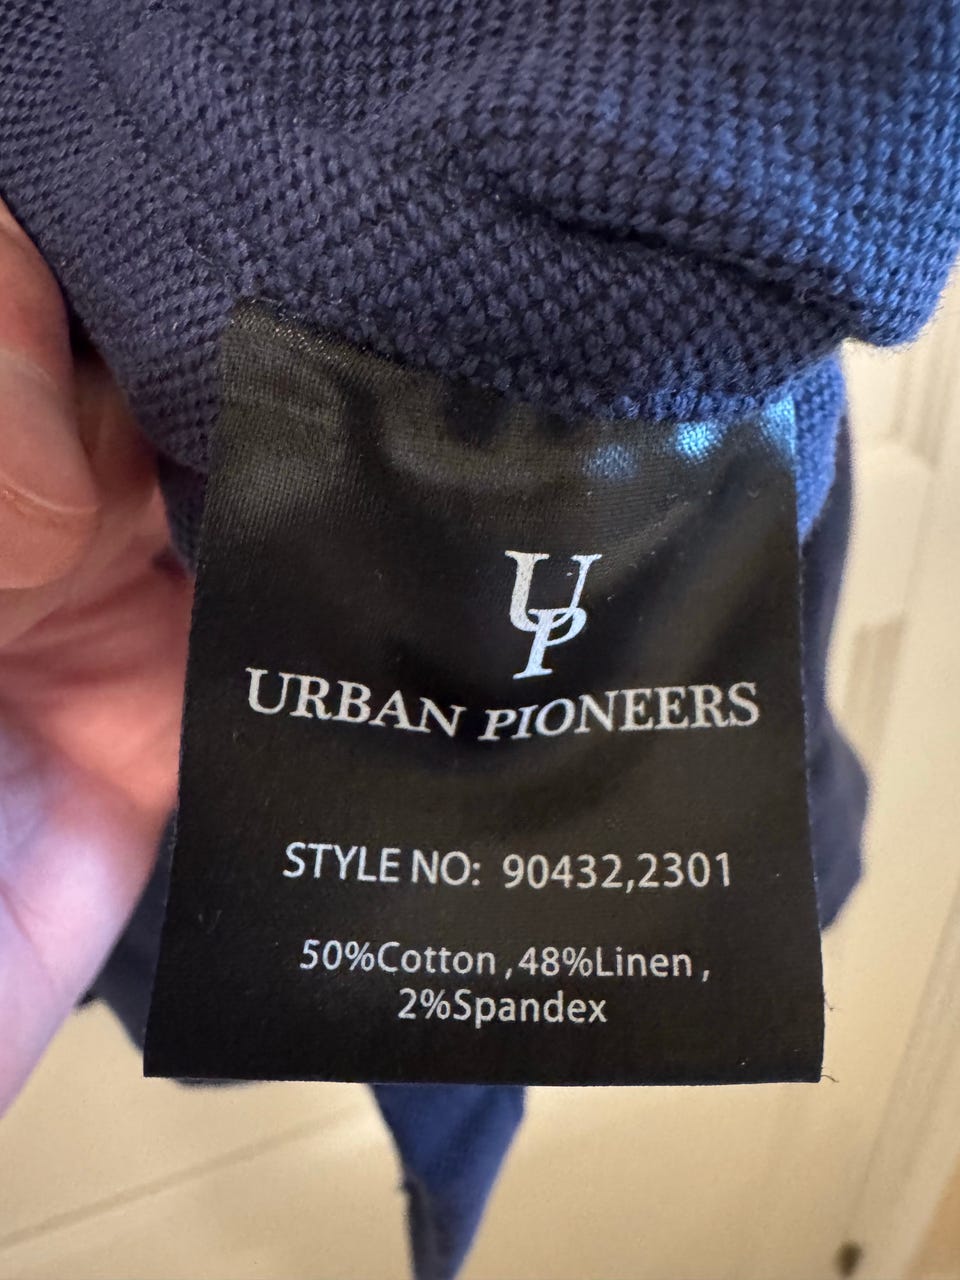 UP
URBAN PIONEERS
STYLE NO: 90432,2301
50%Cotton ,48%Linen ,
2%Spandex